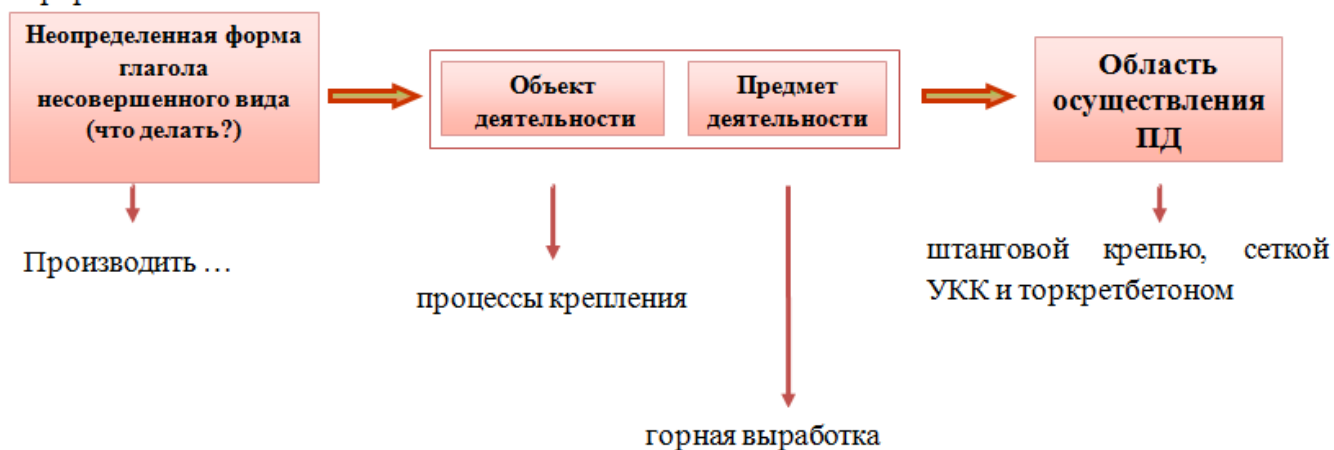 Неопределенная форма
глагола
несовершенного вида
(что делать?)
Объект
деятельности
Предмет
деятельности
Область
осуществления
ПД
Производить …
процессы крепления
горная выработка
штанговой крепью, сеткой
УКК и торкретбетоном